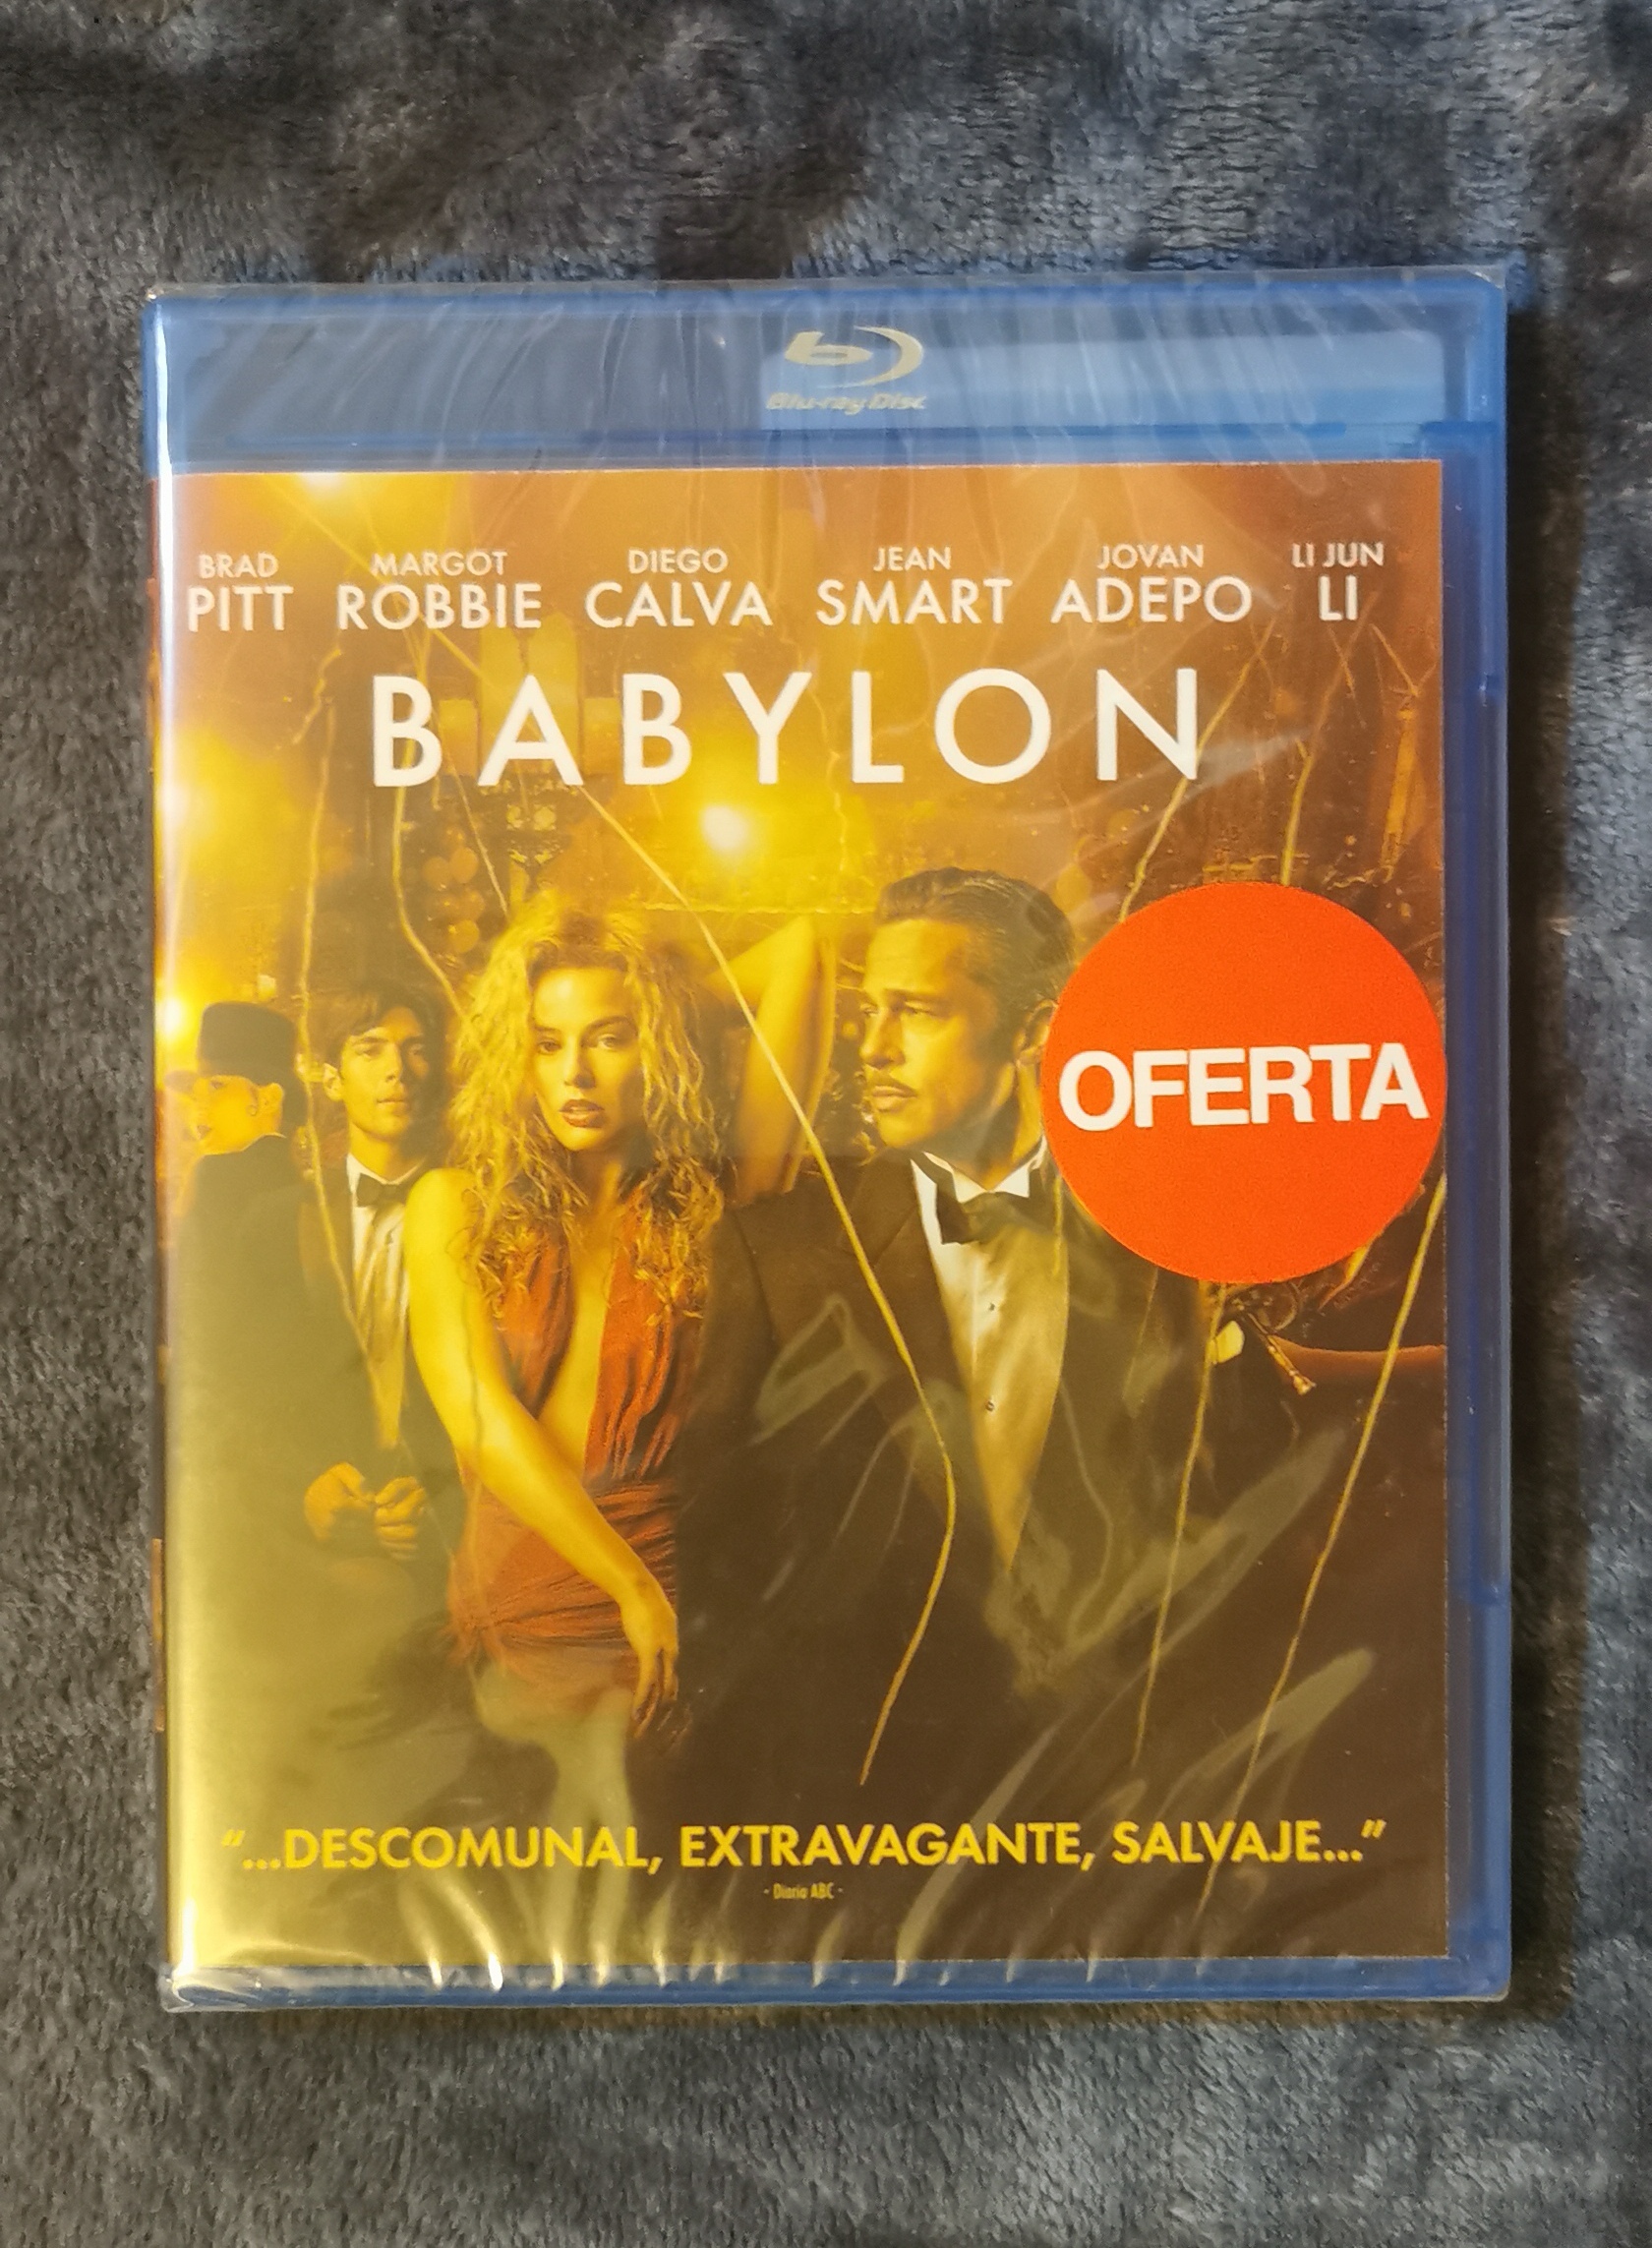 Blu-ray Disc
BRAD MARGOT DIEGO JEAN JOVAN LI JUN
PITT ROBBIE CALVA SMART ADEPO LI
BABYLON
OFERTA
“...DESCOMUNAL, EXTRAVAGANTE, SALVAJE...”
- Diario ABC -